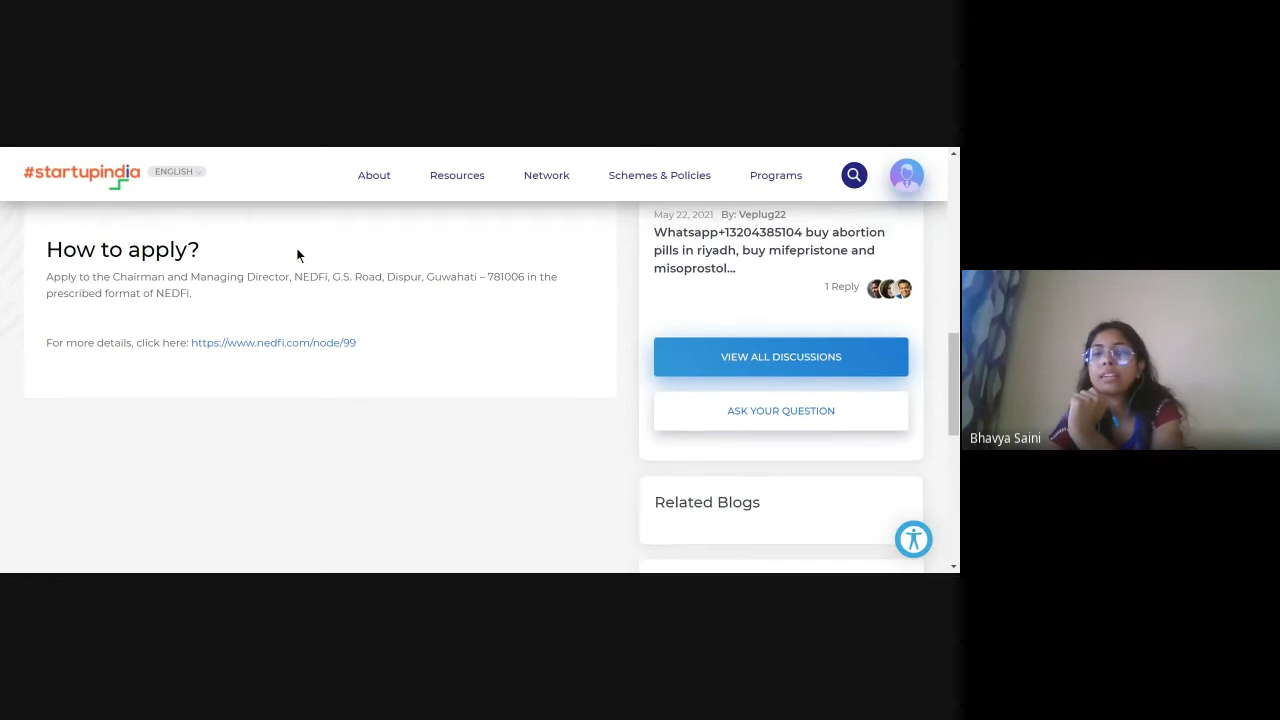 #startupindia
ENGLISH
About
Resources
Network
Schemes & Policies
Programs
How to apply?
Apply to the Chairman and Managing Director, NEDFi, G.S. Road, Dispur, Guwahati – 781006 in the
prescribed format of NEDFi.
For more details, click here: https://www.nedfi.com/node/99
May 22, 2021 By: Veplug22
Whatsapp+13204385104 buy abortion
pills in riyadh, buy mifepristone and
misoprostol...
1 Reply
VIEW ALL DISCUSSIONS
ASK YOUR QUESTION
Related Blogs
Bhavya Saini